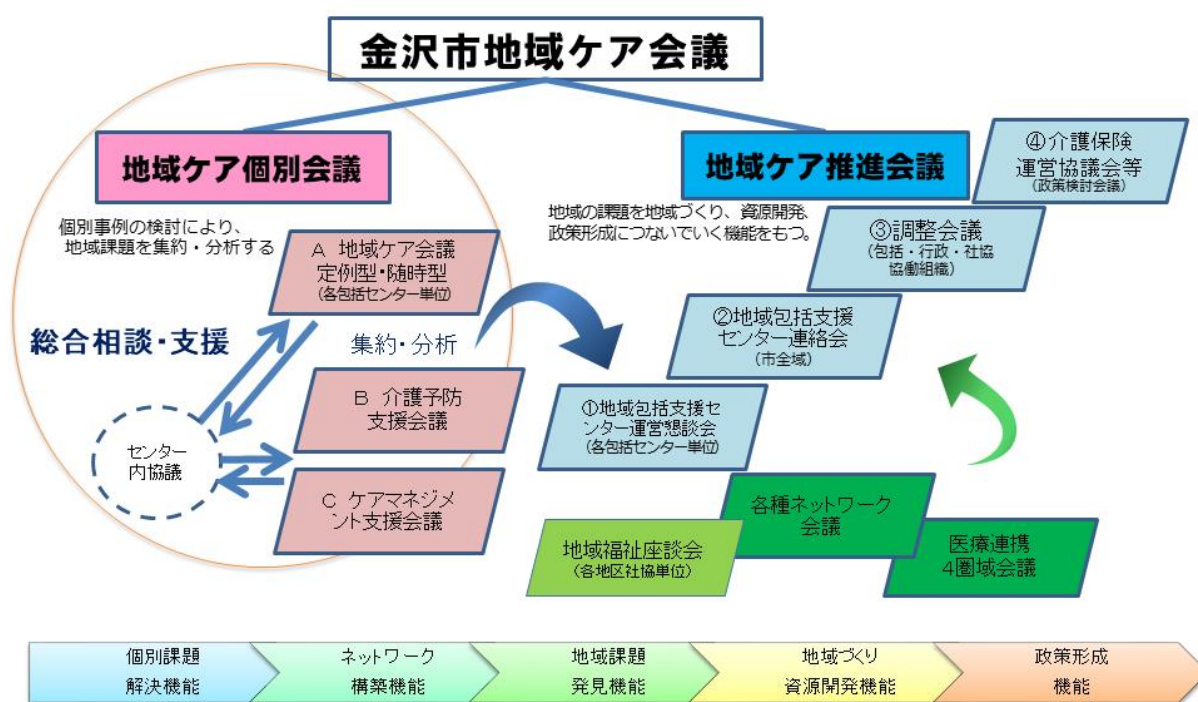 金沢市地域ケア会議
地域ケア個別会議
個別事例の検討により、
地域課題を集約・分析する
A 地域ケア会議
定例型・随時型
(各包括センター単位)
総合相談・支援
集約・分析
B 介護予防
支援会議
センター
内協議
C ケアマネジメ
ント支援会議
地域ケア推進会議
地域の課題を地域づくり、資源開発、
政策形成につないでいく機能をもつ。
④介護保険
運営協議会等
(政策検討会議)
③調整会議
(包括・行政・社協
協働組織)
②地域包括支援
センター連絡会
(市全域)
①地域包括支援セ
ンター運営懇談会
(各包括センター単位)
各種ネットワーク
会議
地域福祉座談会
(各地区社協単位)
医療連携
4圏域会議
個別課題
解決機能
ネットワーク
構築機能
地域課題
発見機能
地域づくり
資源開発機能
政策形成
機能